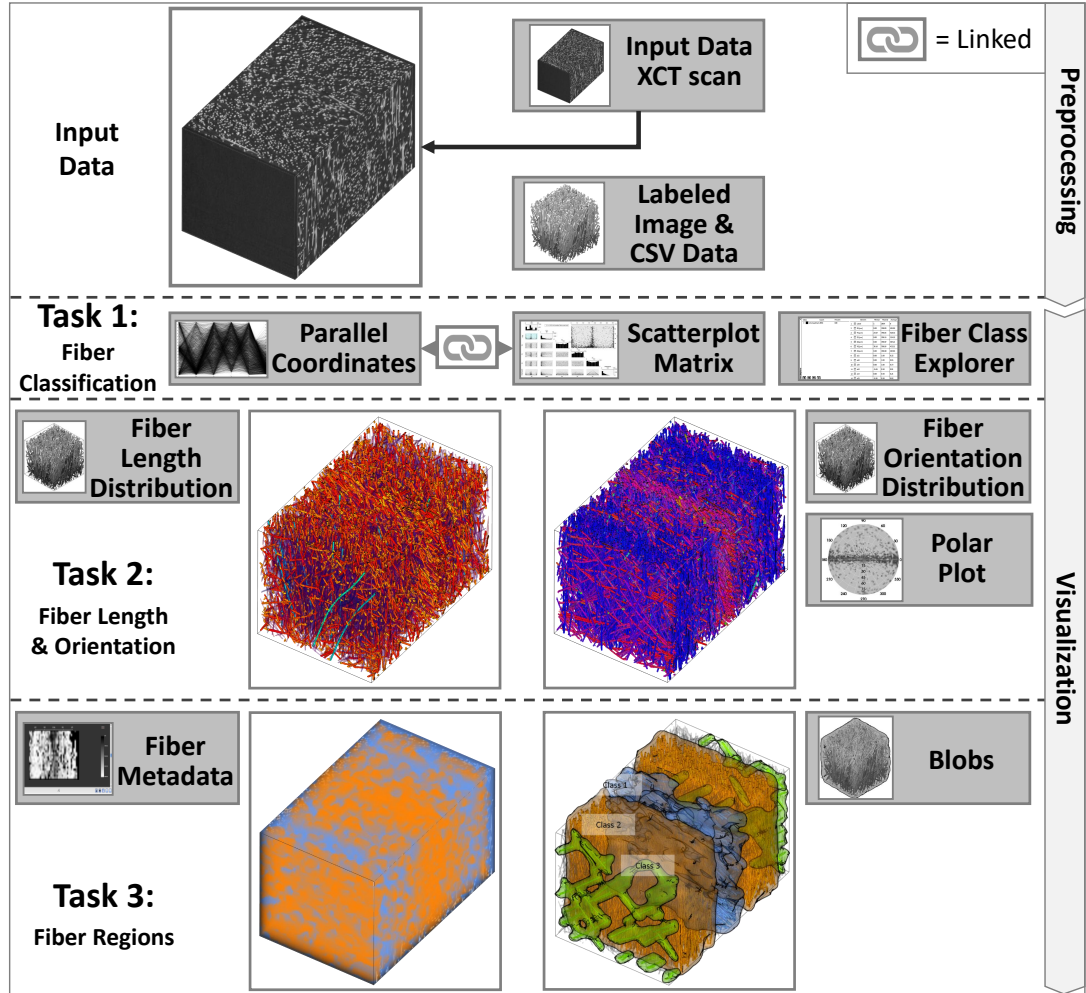 Input Data
XCT scan
= Linked
Preprocessing
Input
Data
Labeled
Image &
CSV Data
Task 1:
Fiber
Classification
Parallel
Coordinates
Scatterplot
Matrix
Fiber Class
Explorer
Fiber
Length
Distribution
Fiber
Orientation
Distribution
Polar
Plot
Task 2:
Fiber Length
& Orientation
Visualization
Fiber
Metadata
Class 1
Class 2
Class 3
Blobs
Task 3:
Fiber Regions